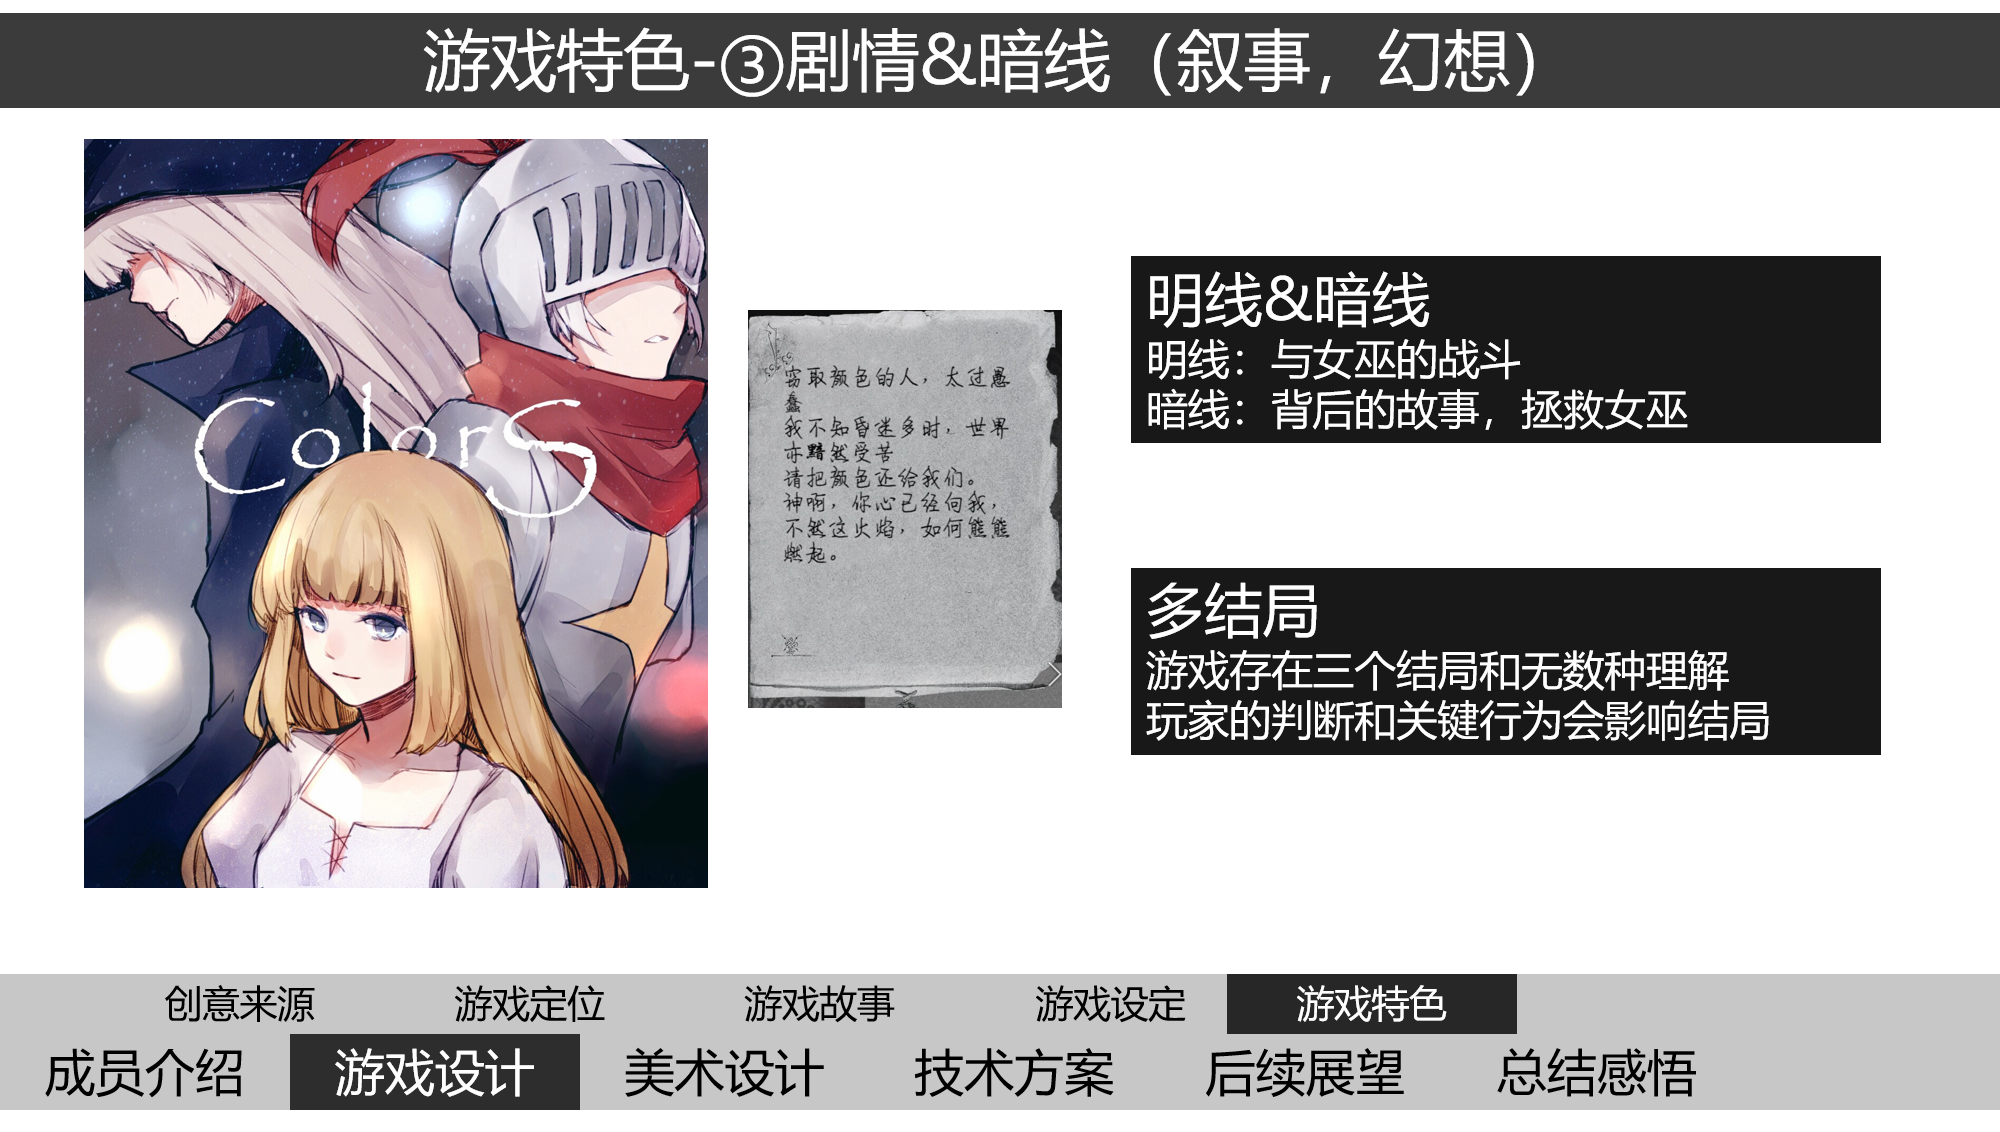 游戏特色-③剧情&暗线（叙事，幻想）
Colors
窃取颜色的人，太过愚
蠢
我不知昏迷多时，世界
亦黯然受苦
请把颜色还给我们。
神啊，你心已经向我，
不然这火焰，如何熊熊
燃起。
明线&暗线
明线：与女巫的战斗
暗线：背后的故事，拯救女巫
多结局
游戏存在三个结局和无数种理解
玩家的判断和关键行为会影响结局
创意来源 游戏定位 游戏故事 游戏设定 游戏特色
成员介绍 游戏设计 美术设计 技术方案 后续展望 总结感悟